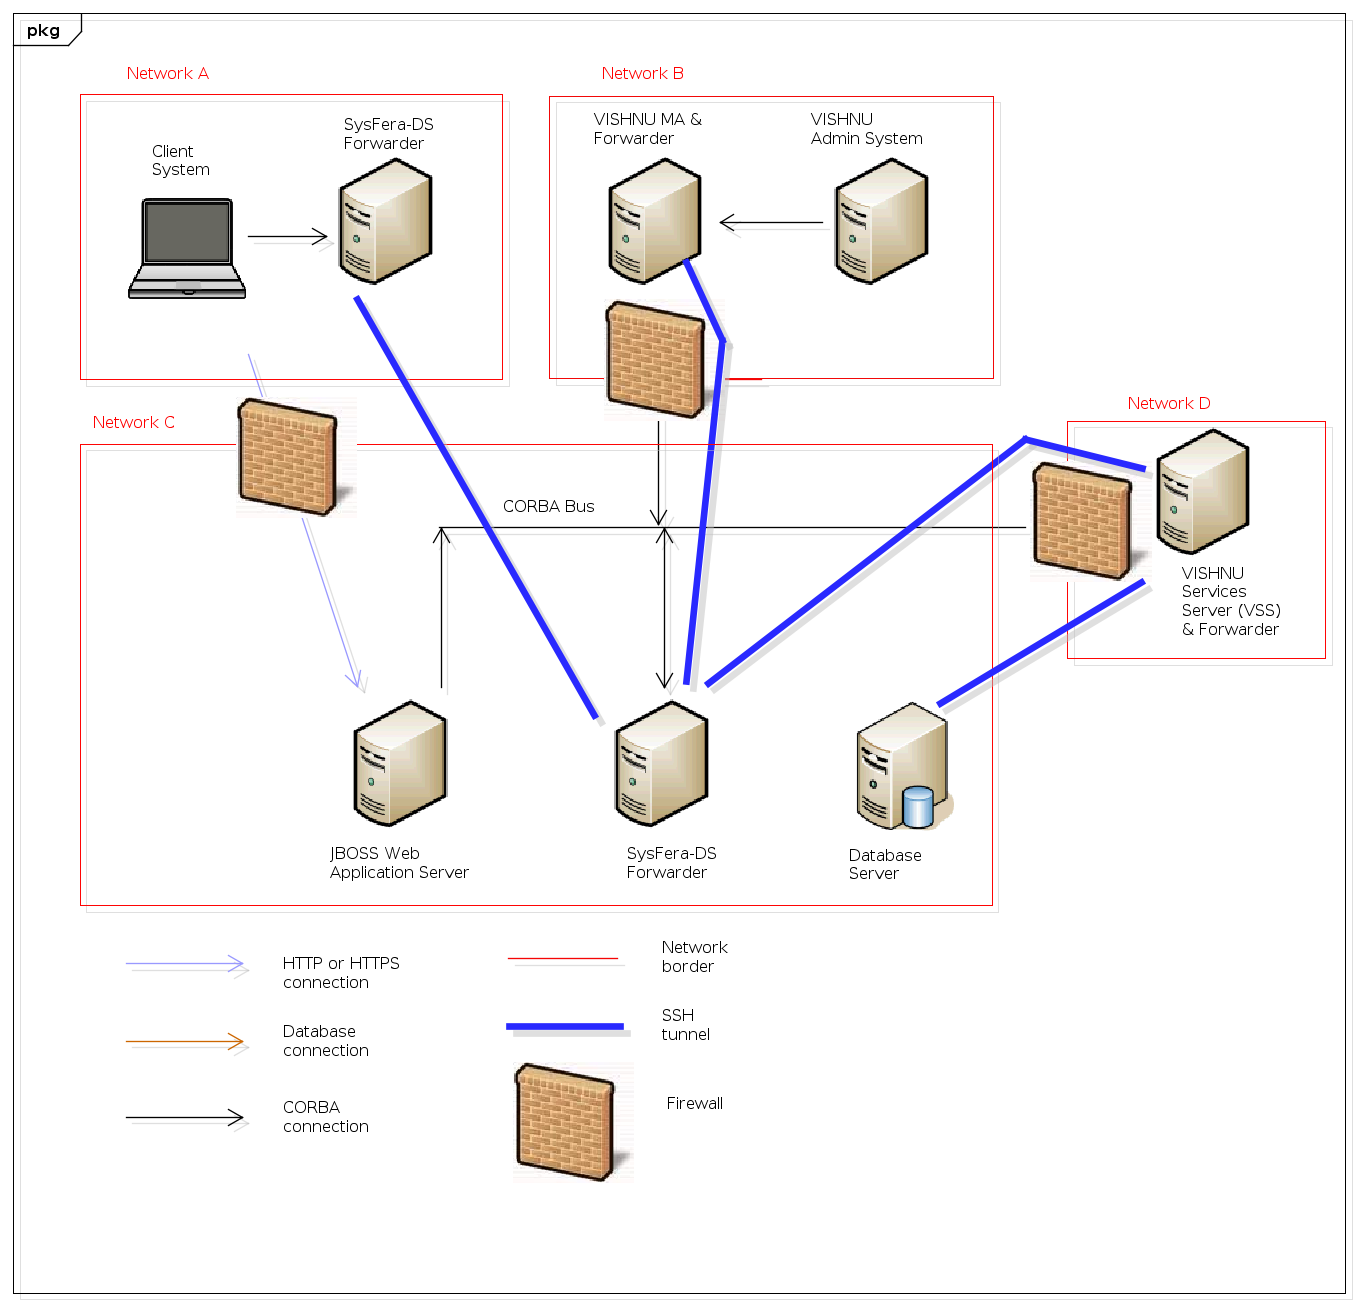 pkg
Network A
Network B
SysFera-DS
Forwarder
VISHNU MA &
Forwarder
VISHNU
Admin System
Client
System
Network D
Network C
CORBA Bus
VISHNU
Services
Server (VSS)
& Forwarder
JBOSS Web
Application Server
SysFera-DS
Forwarder
Database
Server
HTTP or HTTPS
connection
Network
border
Database
connection
SSH
tunnel
CORBA
connection
Firewall